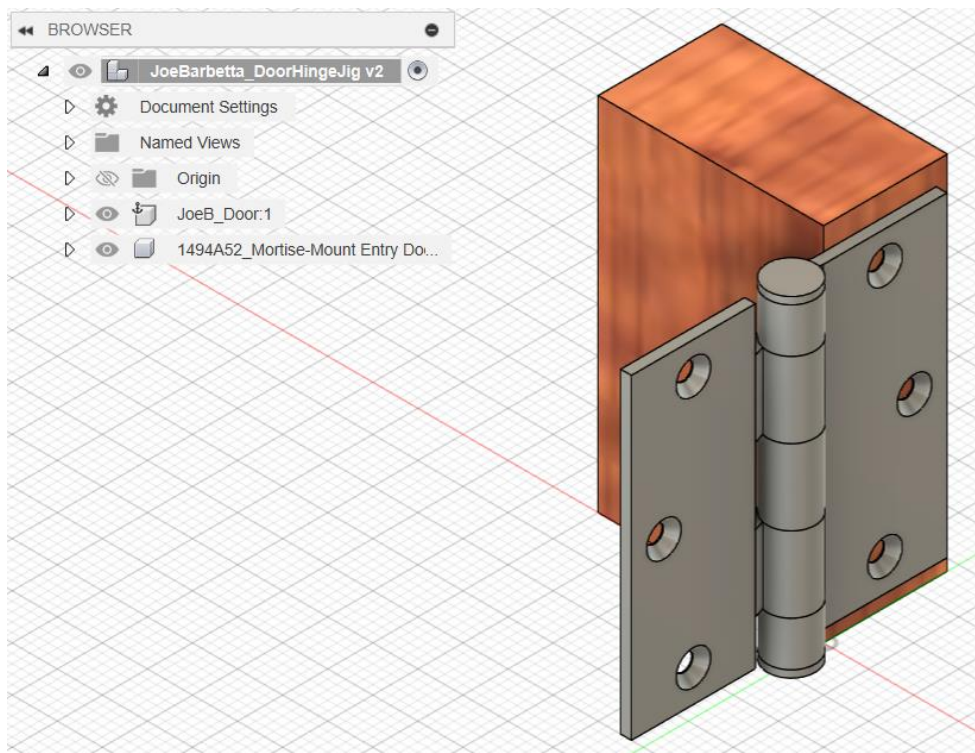 BROWSER
JoeBarbetta_DoorHingeJig v2
Document Settings
Named Views
Origin
JoeB_Door:1
1494A52_Mortise-Mount Entry Do...